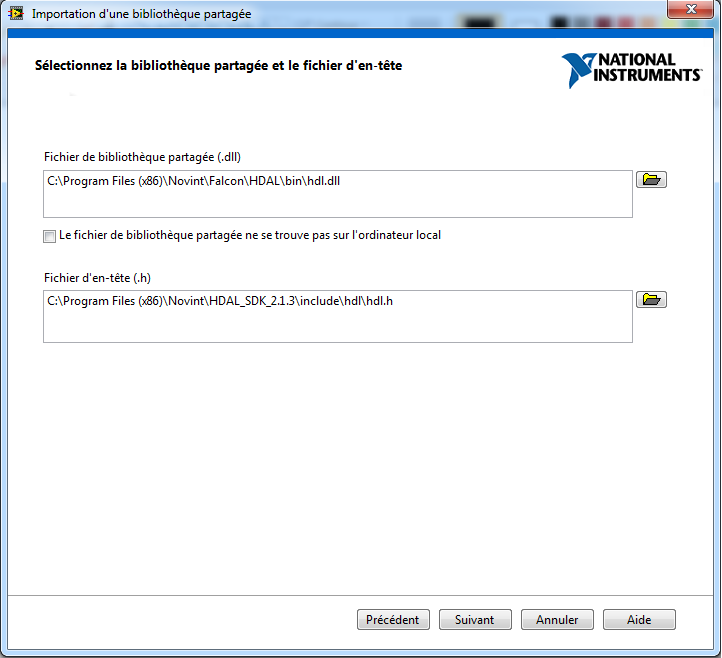 Importation d'une bibliothèque partagée
Sélectionnez la bibliothèque partagée et le fichier d'en-tête
NATIONAL
INSTRUMENTS
Fichier de bibliothèque partagée (.dll)
C:\Program Files (x86)\Novint\Falcon\HDAL\bin\hdl.dll
Le fichier de bibliothèque partagée ne se trouve pas sur l'ordinateur local
Fichier d'en-tête (.h)
C:\Program Files (x86)\Novint\HDAL_SDK_2.1.3\include\hdl\hdl.h
Précédent Suivant Annuler Aide